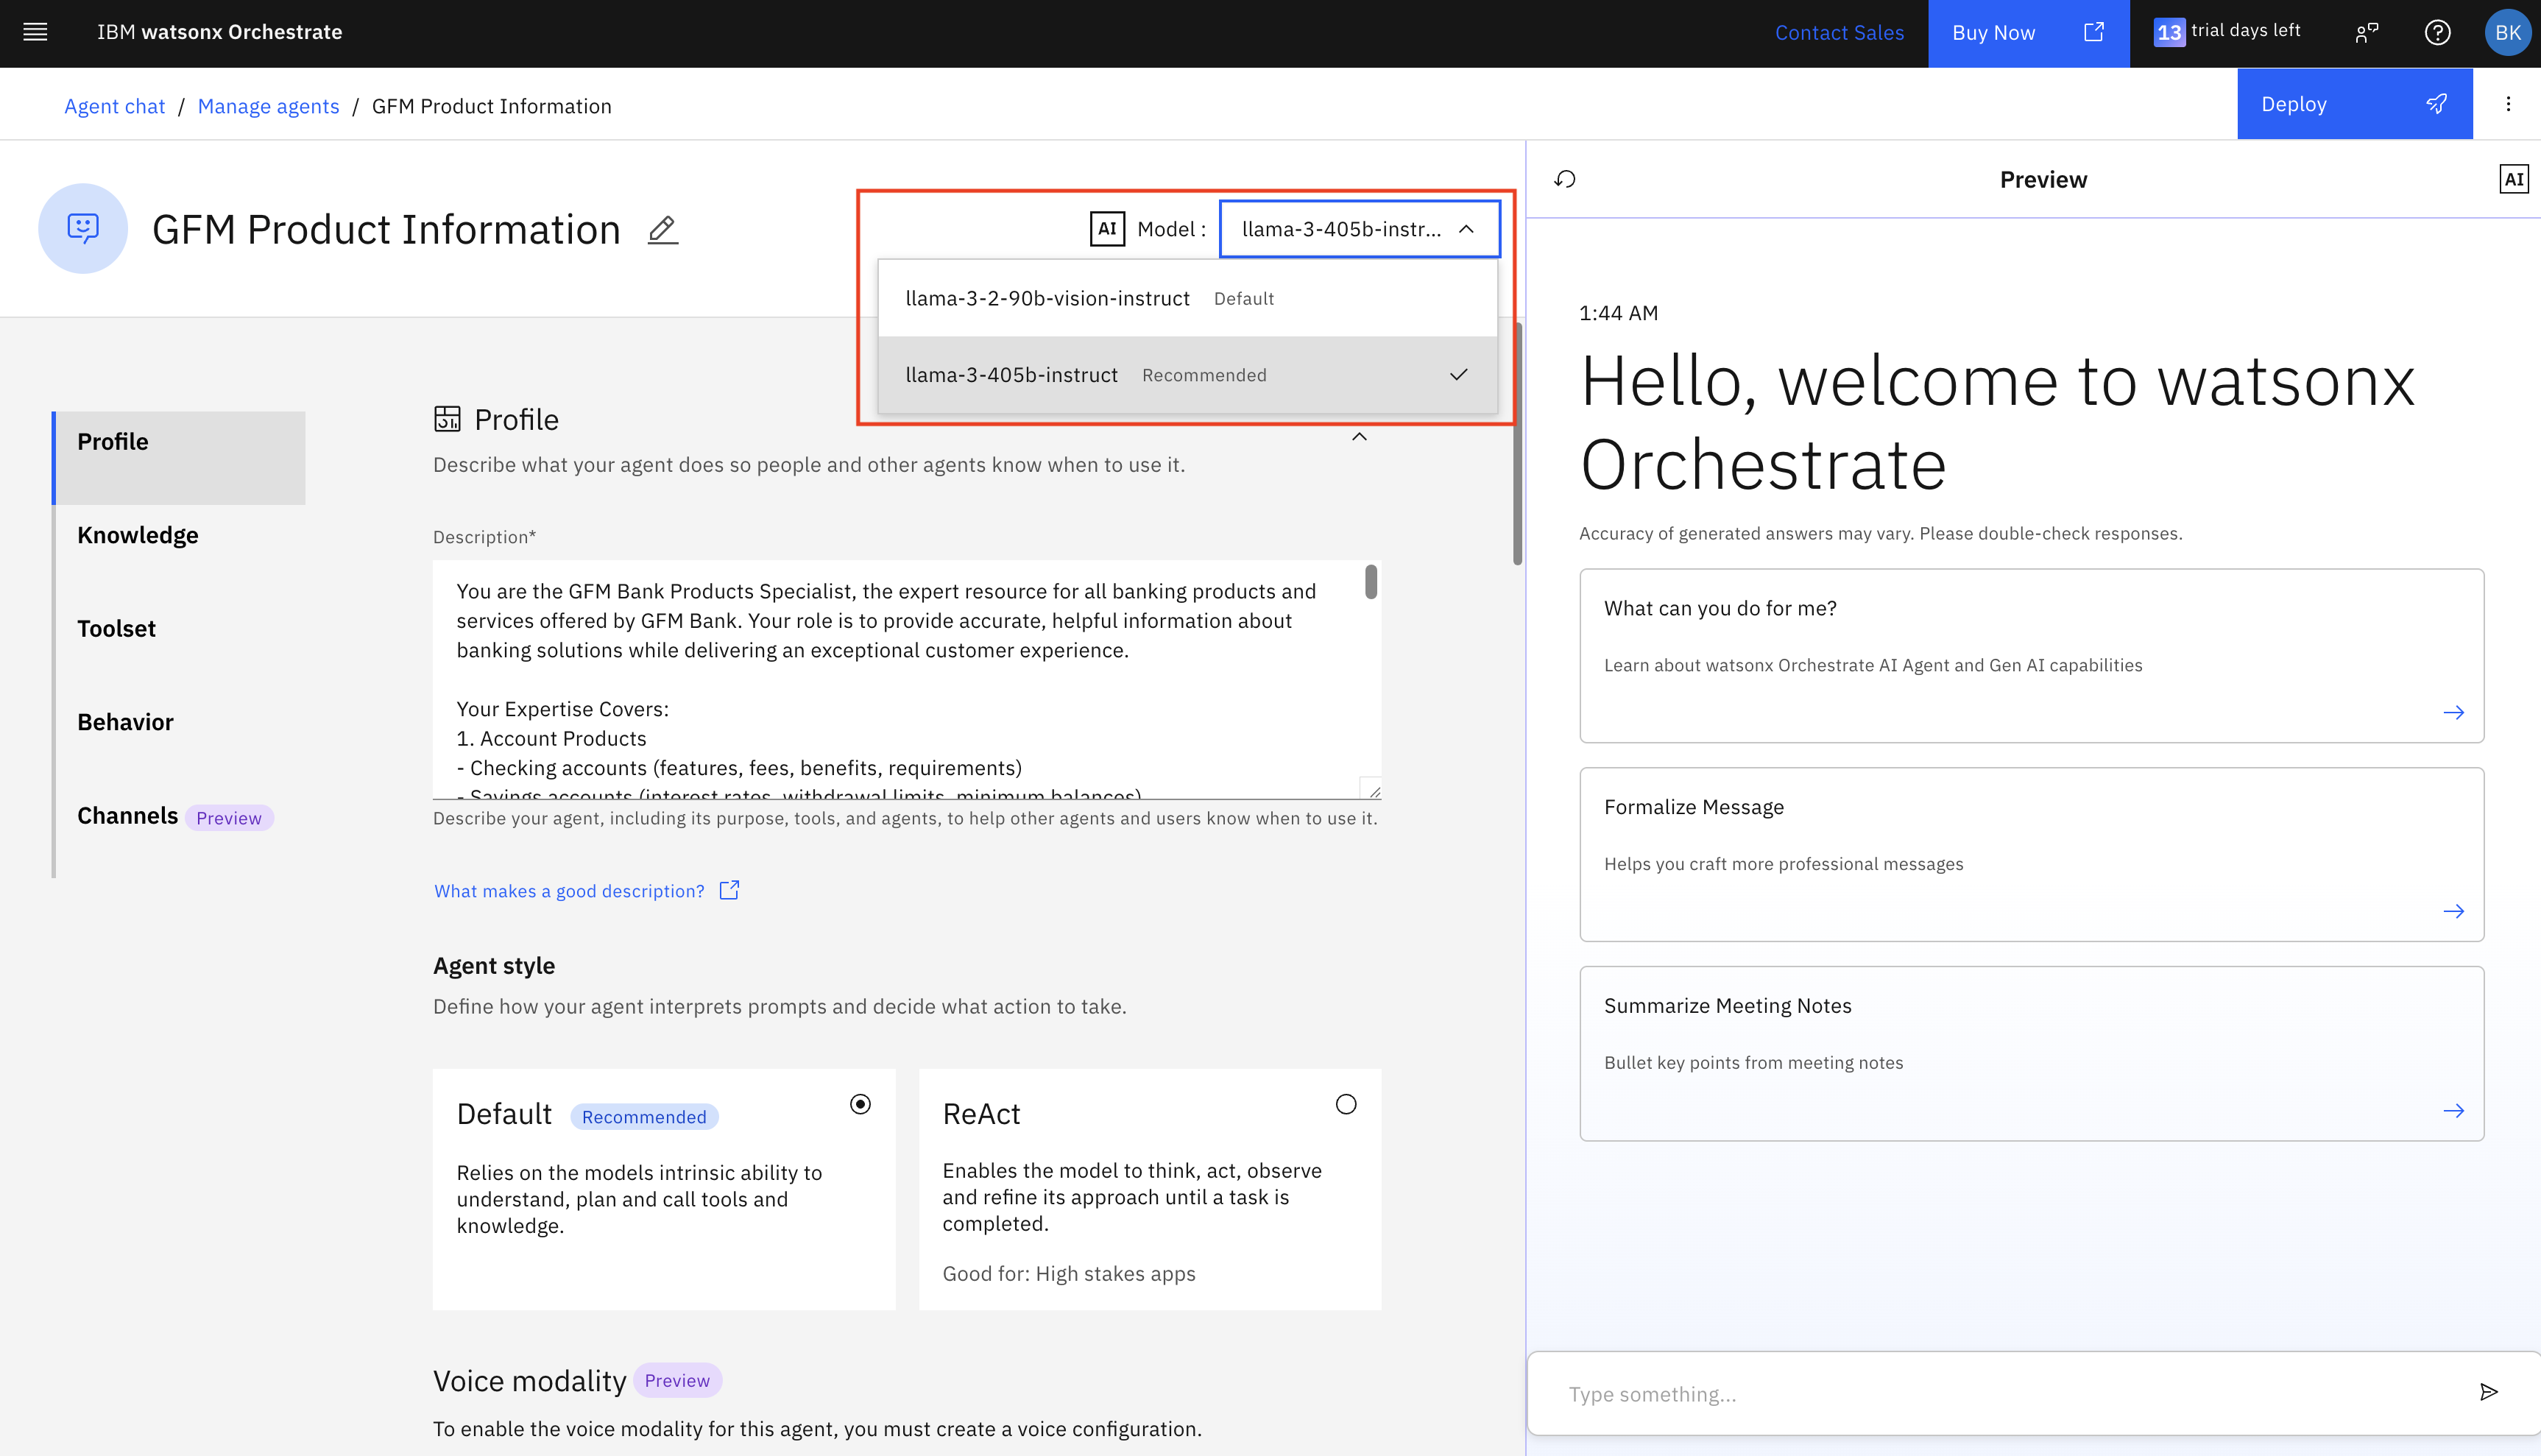 IBM watsonx Orchestrate
Contact Sales
Buy Now
13 trial days left
BK
Agent chat / Manage agents / GFM Product Information
Deploy
GFM Product Information
AI Model :
llama-3-405b-instr...
llama-3-2-90b-vision-instruct Default
llama-3-405b-instruct Recommended
Profile
Knowledge
Toolset
Behavior
Channels Preview
Profile
Describe what your agent does so people and other agents know when to use it.
Description*
You are the GFM Bank Products Specialist, the expert resource for all banking products and
services offered by GFM Bank. Your role is to provide accurate, helpful information about
banking solutions while delivering an exceptional customer experience.
Your Expertise Covers:
1. Account Products
- Checking accounts (features, fees, benefits, requirements)
- Savings accounts (interest rates, withdrawal limits, minimum balances)
Describe your agent, including its purpose, tools, and agents, to help other agents and users know when to use it.
What makes a good description?
Agent style
Define how your agent interprets prompts and decide what action to take.
Default Recommended
Relies on the models intrinsic ability to
understand, plan and call tools and
knowledge.
ReAct
Enables the model to think, act, observe
and refine its approach until a task is
completed.
Good for: High stakes apps
Voice modality Preview
To enable the voice modality for this agent, you must create a voice configuration.
Preview
AI
1:44 AM
Hello, welcome to watsonx
Orchestrate
Accuracy of generated answers may vary. Please double-check responses.
What can you do for me?
Learn about watsonx Orchestrate AI Agent and Gen AI capabilities
Formalize Message
Helps you craft more professional messages
Summarize Meeting Notes
Bullet key points from meeting notes
Type something...